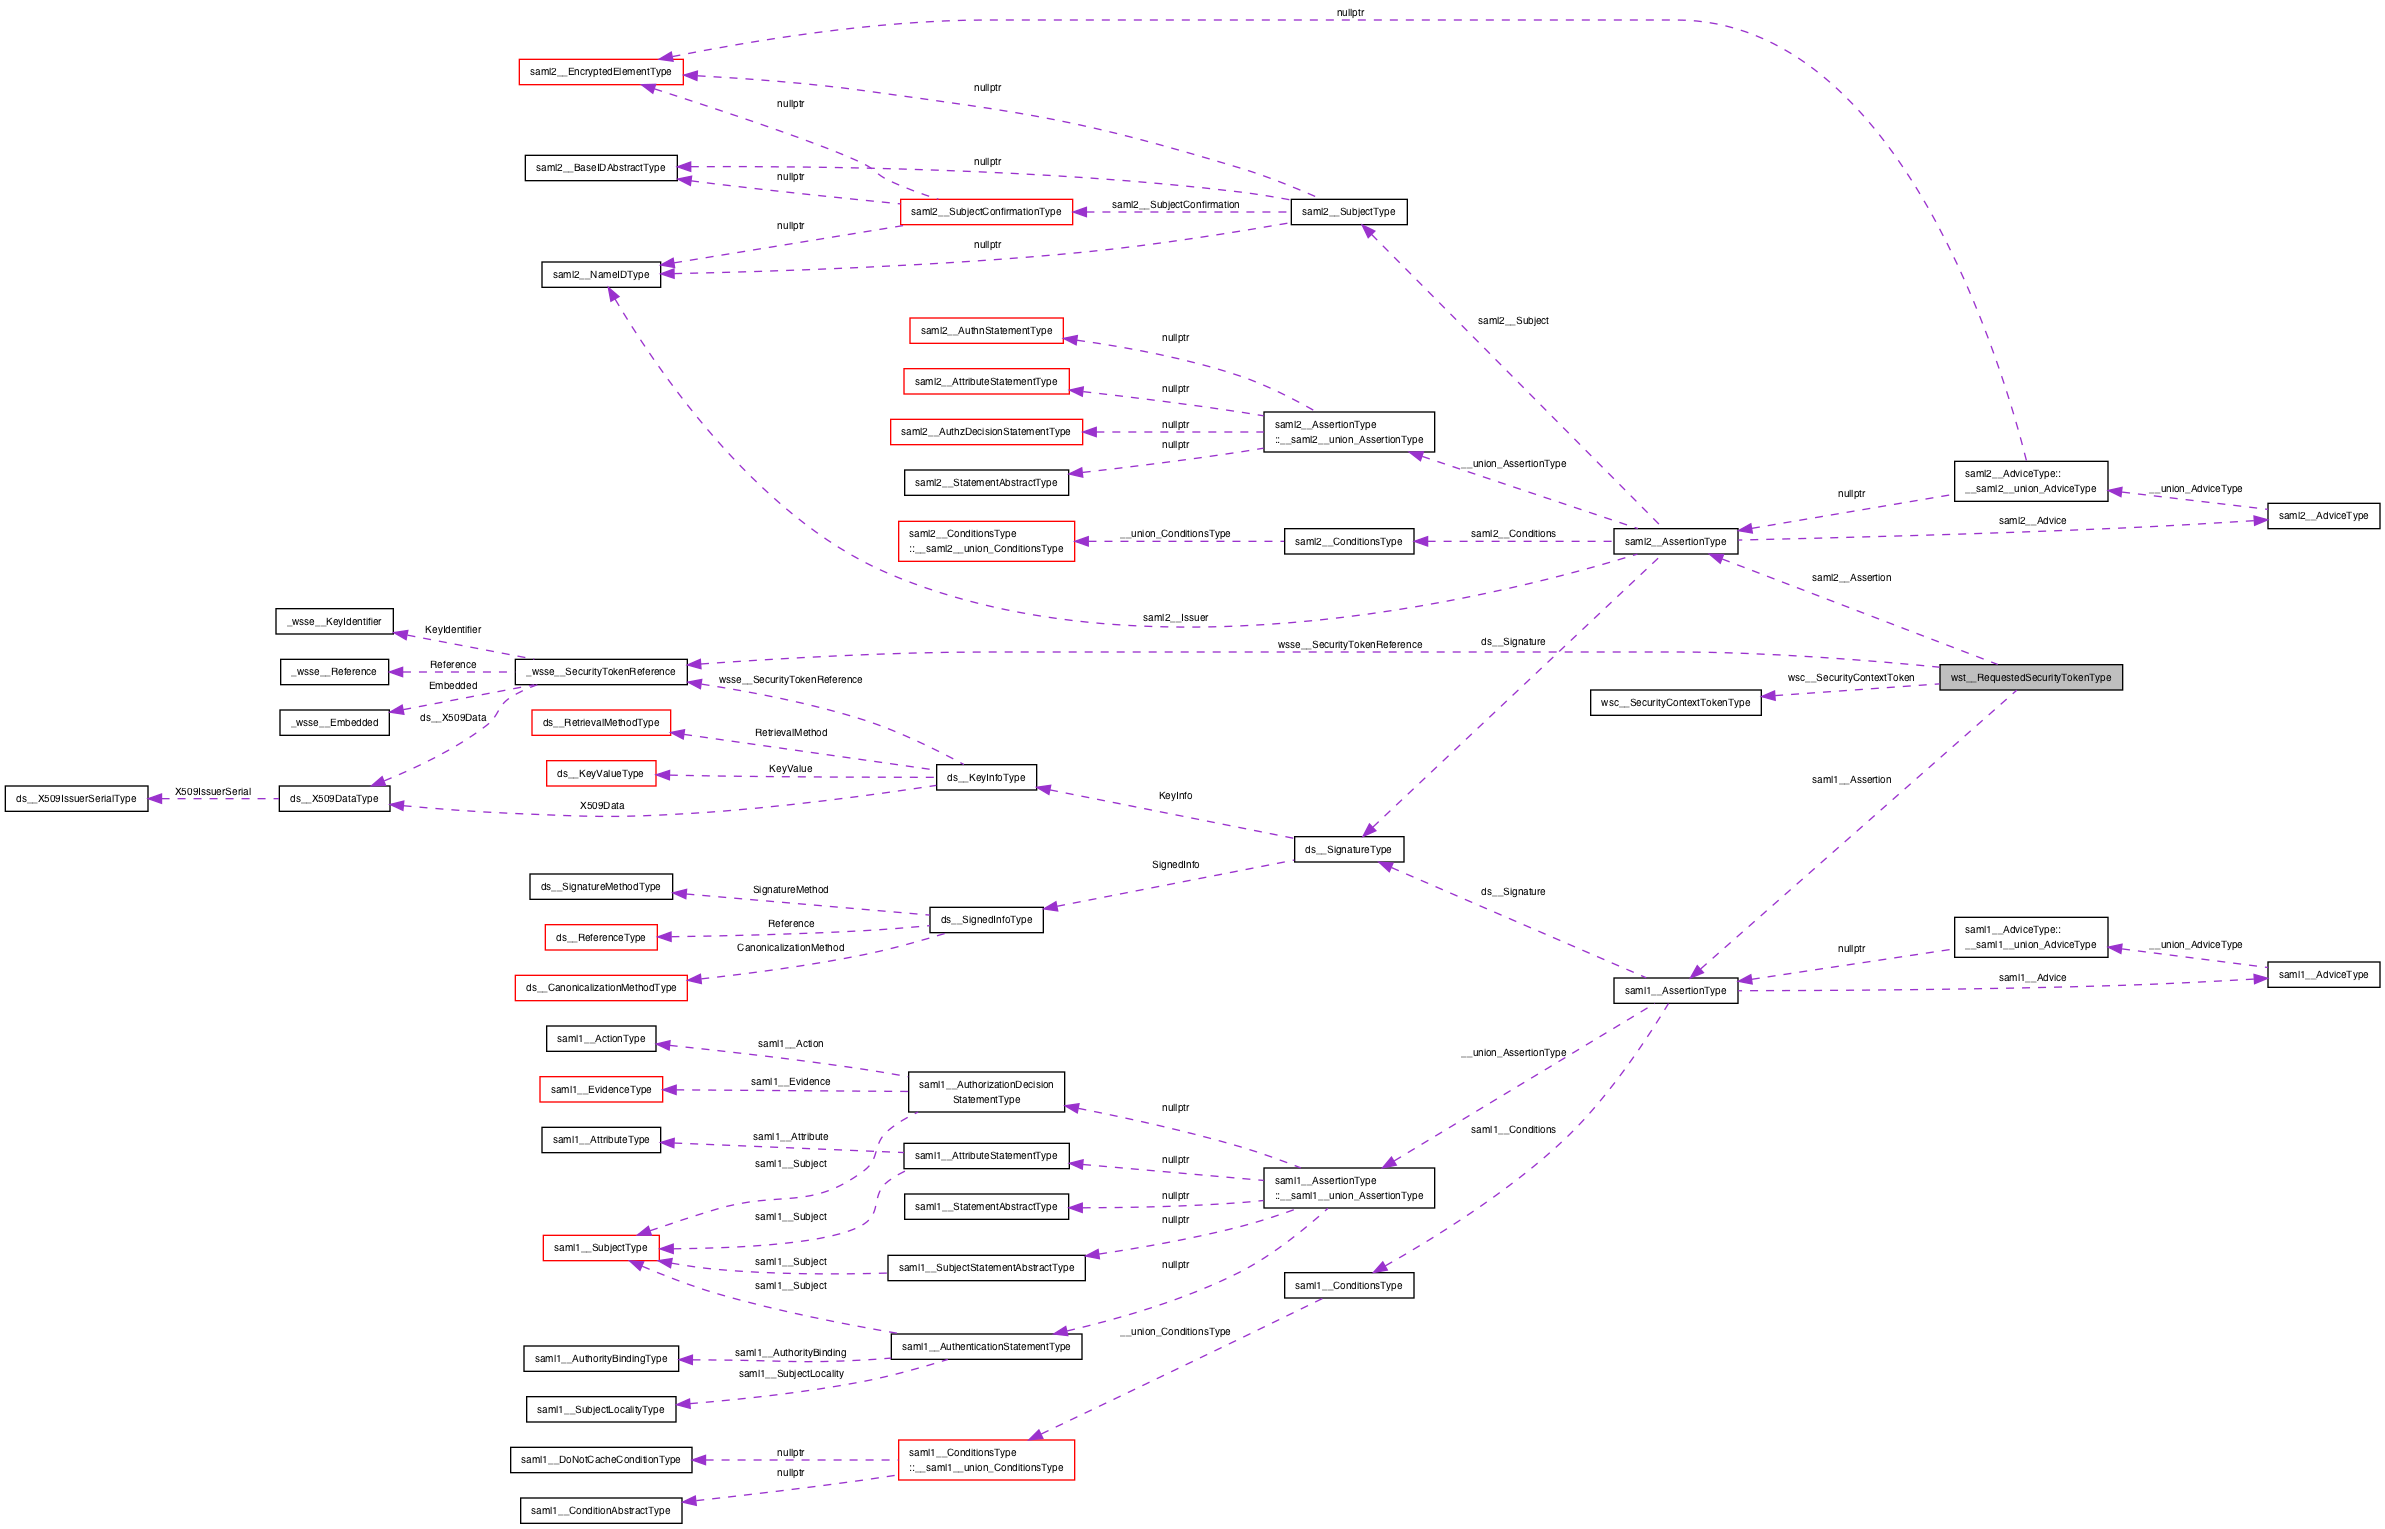 nullptr
saml2__EncryptedElementType
nullptr
nullptr
saml2__BaseIDAbstractType
nullptr
nullptr
saml2__SubjectConfirmationType
saml2__SubjectConfirmation
saml2__SubjectType
nullptr
nullptr
saml2__NameIDType
saml2__Subject
saml2__AuthnStatementType
nullptr
saml2__AttributeStatementType
nullptr
saml2__AuthzDecisionStatementType
nullptr
nullptr
saml2__AssertionType
::__saml2__union_AssertionType
saml2__StatementAbstractType
__union_AssertionType
saml2__AdviceType::
__saml2__union_AdviceType
nullptr
__union_AdviceType
saml2__AdviceType
saml2__Advice
saml2__ConditionsType
::__saml2__union_ConditionsType
__union_ConditionsType
saml2__ConditionsType
saml2__Conditions
saml2__AssertionType
saml2__Assertion
saml2__Issuer
_wsse__KeyIdentifier
KeyIdentifier
ds__Signature
wsse__SecurityTokenReference
_wsse__Reference
Reference
_wsse__SecurityTokenReference
wsse__SecurityTokenReference
wsc__SecurityContextToken
wst__RequestedSecurityTokenType
Embedded
_wsse__Embedded
ds__X509Data
wsc__SecurityContextTokenType
ds__RetrievalMethodType
RetrievalMethod
ds__KeyValueType
KeyValue
ds__KeyInfoType
saml1__Assertion
ds__X509IssuerSerialType
X509IssuerSerial
ds__X509DataType
X509Data
KeyInfo
ds__SignatureType
SignedInfo
ds__SignatureMethodType
SignatureMethod
ds__Signature
ds__ReferenceType
Reference
ds__SignedInfoType
CanonicalizationMethod
ds__CanonicalizationMethodType
saml1__AdviceType::
__saml1__union_AdviceType
nullptr
__union_AdviceType
saml1__AdviceType
saml1__Advice
saml1__AssertionType
saml1__ActionType
saml1__Action
__union_AssertionType
saml1__EvidenceType
saml1__Evidence
saml1__AuthorizationDecision
StatementType
nullptr
saml1__AttributeType
saml1__Attribute
saml1__Conditions
saml1__Subject
saml1__AttributeStatementType
nullptr
saml1__AssertionType
::__saml1__union_AssertionType
nullptr
saml1__StatementAbstractType
saml1__Subject
nullptr
saml1__SubjectType
saml1__Subject
saml1__SubjectStatementAbstractType
nullptr
saml1__Subject
saml1__ConditionsType
__union_ConditionsType
saml1__AuthenticationStatementType
saml1__AuthorityBindingType
saml1__AuthorityBinding
saml1__SubjectLocality
saml1__SubjectLocalityType
saml1__DoNotCacheConditionType
nullptr
saml1__ConditionsType
::__saml1__union_ConditionsType
nullptr
saml1__ConditionAbstractType